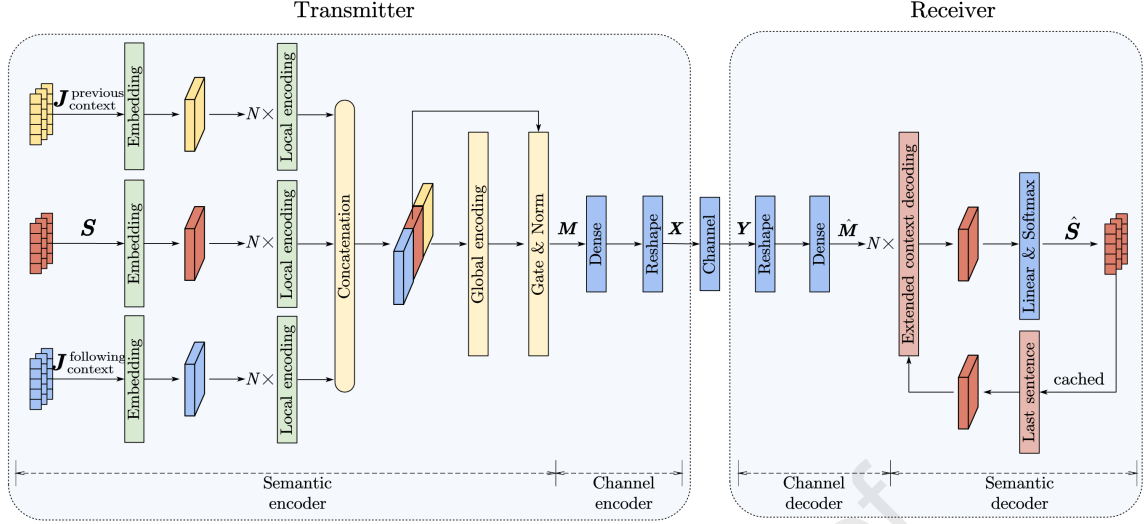 Transmitter
Receiver
J previous context
Embedding
N×
Local encoding
S
Embedding
N×
Local encoding
J following context
Embedding
N×
Local encoding
Concatenation
Global encoding
Gate & Norm
M
Dense
Reshape
X
Channel
Y
Reshape
Dense
M̂
N×
Extended context decoding
Linear & Softmax
Ŝ
cached
Last sentence
Semantic
encoder
Channel
encoder
Channel
decoder
Semantic
decoder